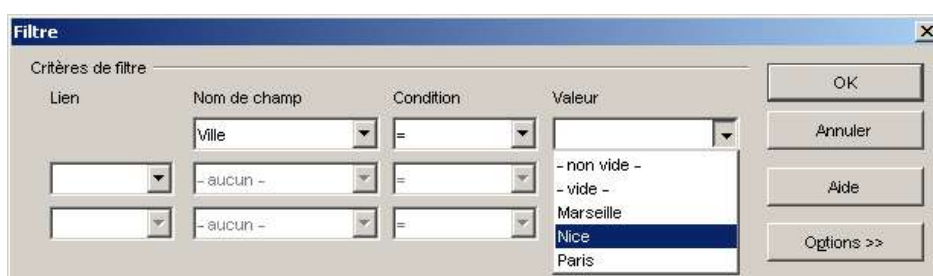 Filtre
Critères de filtre
Lien Nom de champ Condition Valeur
OK
Ville =
Annuler
- non vide -
- aucun - =
- vide -
Aide
Marseille
- aucun - =
Nice
Options >>
Paris